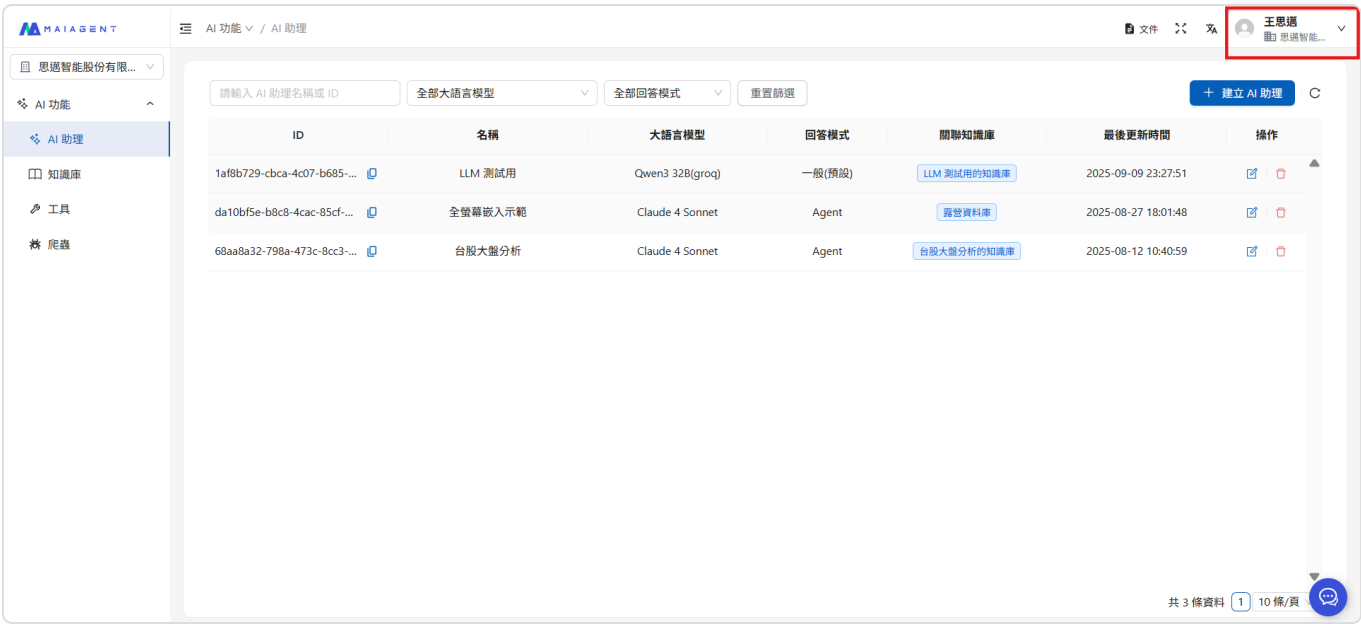 MAIAGENT
AI 功能 / AI 助理
文件
王思邁
思邁智能...
思邁智能股份有限...
AI 功能
AI 助理
知識庫
工具
爬蟲
請輸入 AI 助理名稱或 ID
全部大語言模型
全部回答模式
重置篩選
+ 建立 AI 助理
ID 名稱 大語言模型 回答模式 關聯知識庫 最後更新時間 操作
1af8b729-cbca-4c07-b685-... LLM 測試用 Qwen3 32B(groq) 一般(預設) LLM 測試用的知識庫 2025-09-09 23:27:51
da10bf5e-b8c8-4cac-85cf-... 全螢幕嵌入示範 Claude 4 Sonnet Agent 露營資料庫 2025-08-27 18:01:48
68aa8a32-798a-473c-8cc3-... 台股大盤分析 Claude 4 Sonnet Agent 台股大盤分析的知識庫 2025-08-12 10:40:59
共 3 條資料 1 10 條/頁